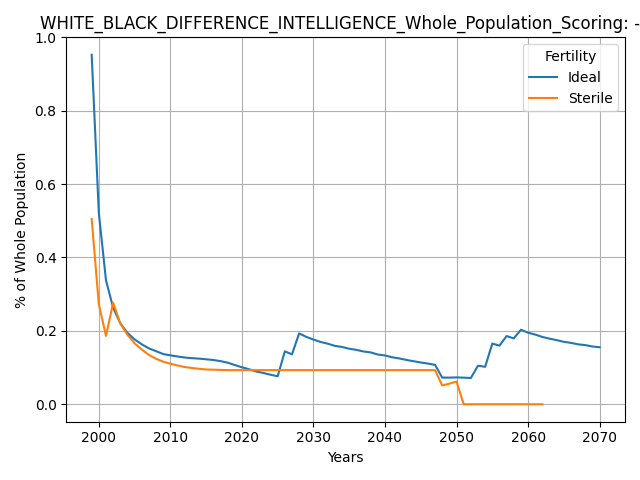 WHITE_BLACK_DIFFERENCE_INTELLIGENCE_Whole_Population_Scoring: -
Fertility
Ideal
Sterile
% of Whole Population
1.0
0.8
0.6
0.4
0.2
0.0
2000 2010 2020 2030 2040 2050 2060 2070
Years